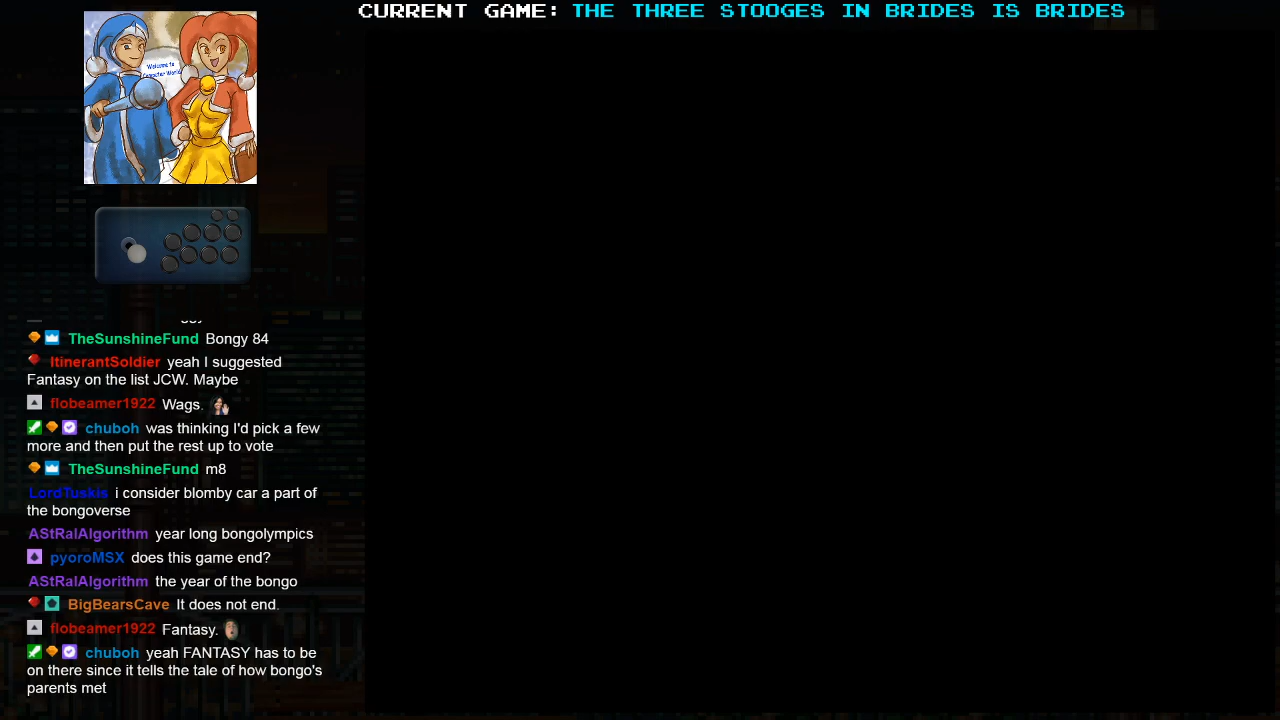 CURRENT GAME: THE THREE STOOGES IN BRIDES IS BRIDES
Welcome to
Computer World
TheSunshineFund Bongy 84
ItinerantSoldier yeah I suggested
Fantasy on the list JCW. Maybe
flobeamer1922 Wags.
chuboh was thinking I'd pick a few
more and then put the rest up to vote
TheSunshineFund m8
LordTuskis i consider blomby car a part of
the bongoverse
AStRalAlgorithm year long bongolympics
pyoroMSX does this game end?
AStRalAlgorithm the year of the bongo
BigBearsCave It does not end.
flobeamer1922 Fantasy.
chuboh yeah FANTASY has to be
on there since it tells the tale of how bongo's
parents met